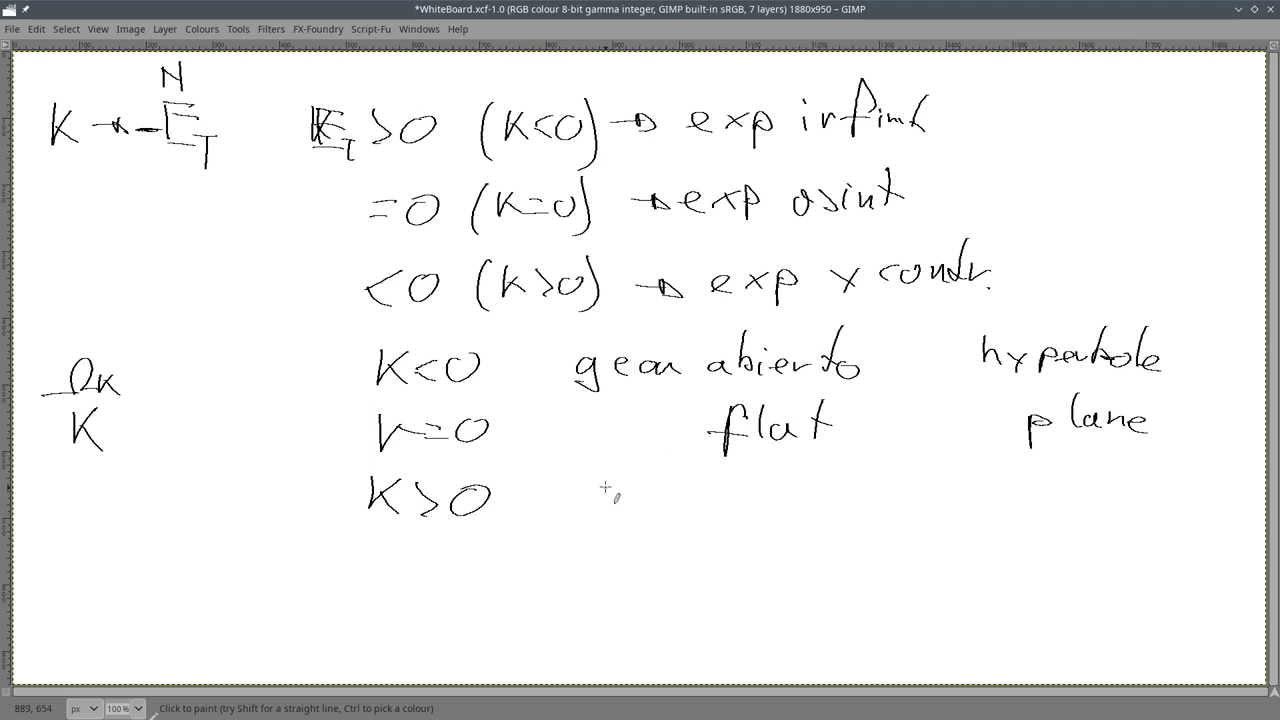 *WhiteBoard.xcf-1.0 (RGB colour 8-bit gamma integer, GIMP built-in sRGB, 7 layers) 1880x950 – GIMP
File Edit Select View Image Layer Colours Tools Filters FX-Foundry Script-Fu Windows Help
N
K → -E_T E_T >0 (K<0) → exp infinit
=0 (K=0) → exp asint
<0 (K>0) → exp y contr.
Ωk K<0 geom abierto hyperbole
K K=0 flat plane
K>0
889, 654 px 100% Click to paint (try Shift for a straight line, Ctrl to pick a colour)